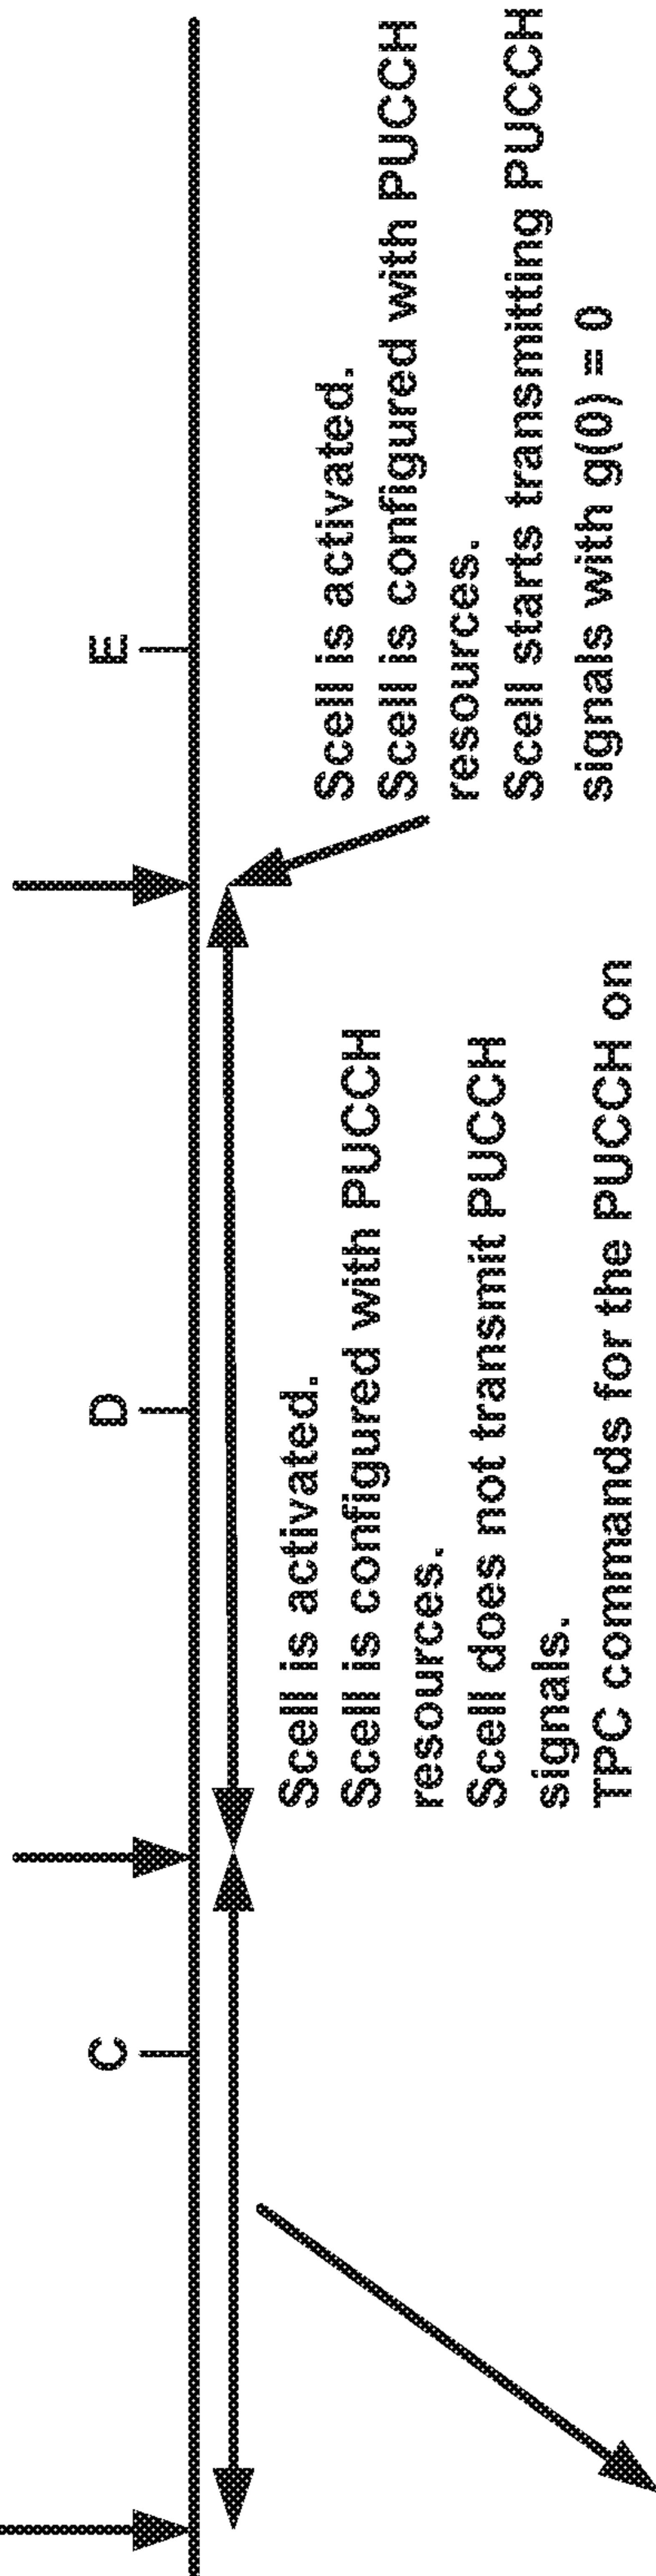 C
D
E
Scell is activated.
Scell is configured with PUCCH
resources.
Scell does not transmit PUCCH
signals.
TPC commands for the PUCCH on
Scell is activated.
Scell is configured with PUCCH
resources.
Scell starts transmitting PUCCH
signals with g(0) = 0